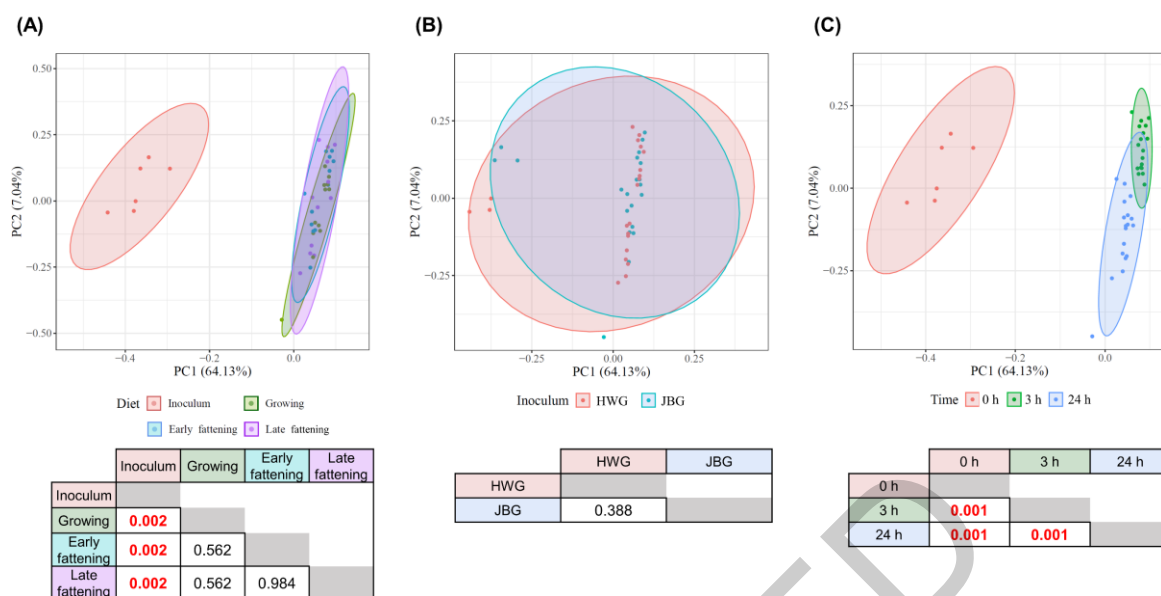 (A)
(B)
(C)
0.50
0.25
0.00
−0.25
−0.50
PC2 (7.04%)
−0.4
−0.2
0.0
PC1 (64.13%)
Diet Inoculum Growing
Early fattening Late fattening
Inoculum Growing Early fattening Late fattening
Inoculum
Growing 0.002
Early fattening 0.002 0.562
Late fattening 0.002 0.562 0.984
0.25
0.00
−0.25
PC2 (7.04%)
−0.25
0.00
0.25
PC1 (64.13%)
Inoculum HWG JBG
HWG JBG
HWG
JBG 0.388
0.25
0.00
−0.25
PC2 (7.04%)
−0.4
−0.2
0.0
PC1 (64.13%)
Time 0 h 3 h 24 h
0 h 3 h 24 h
0 h
3 h 0.001
24 h 0.001 0.001